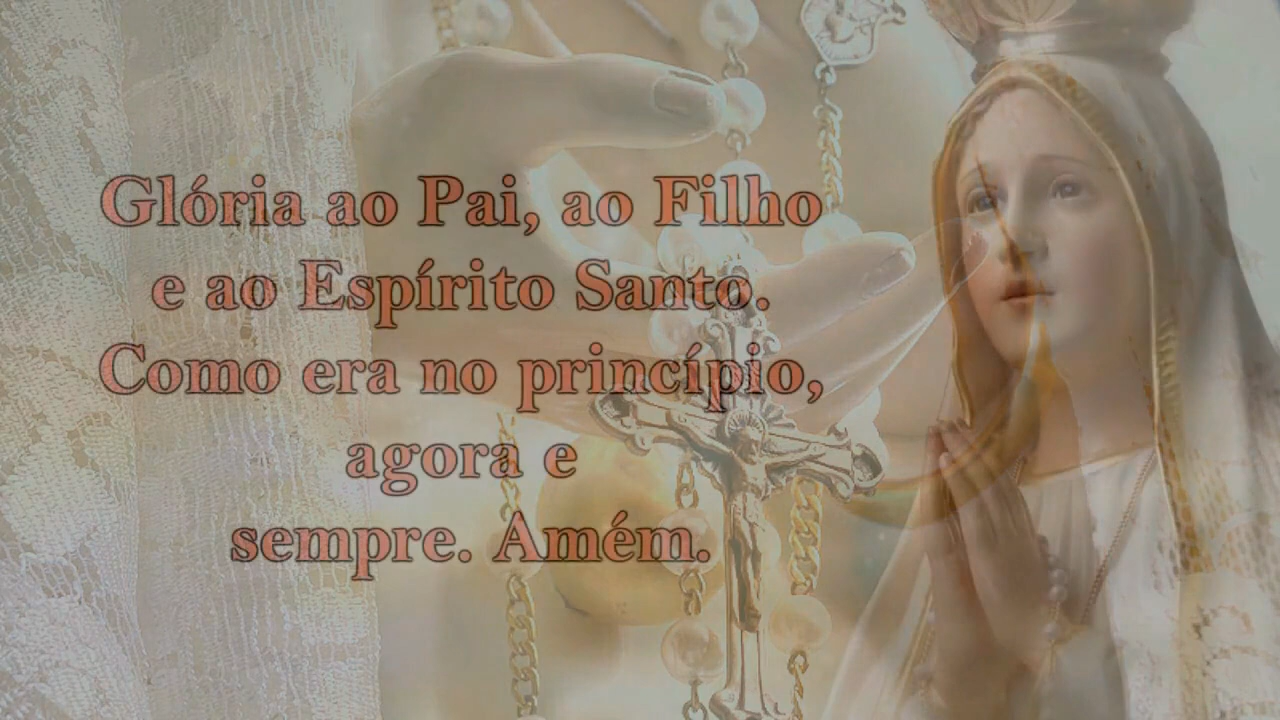 Glória ao Pai, ao Filho
e ao Espírito Santo.
Como era no princípio,
agora e
sempre. Amém.